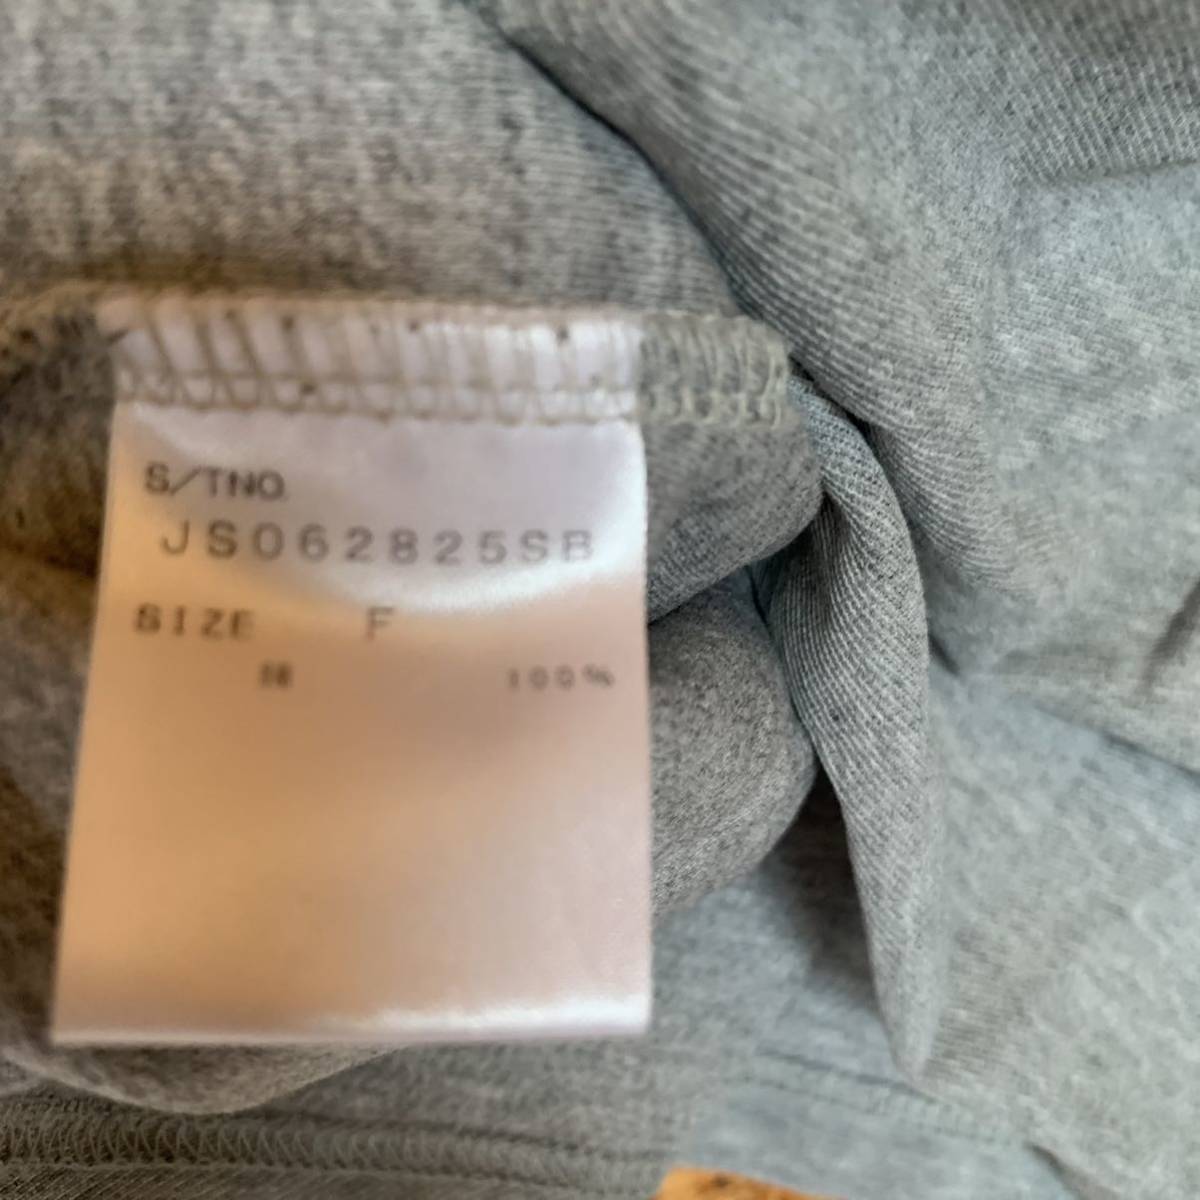 S/TNO
JS062825SB
SIZE F
綿 100%